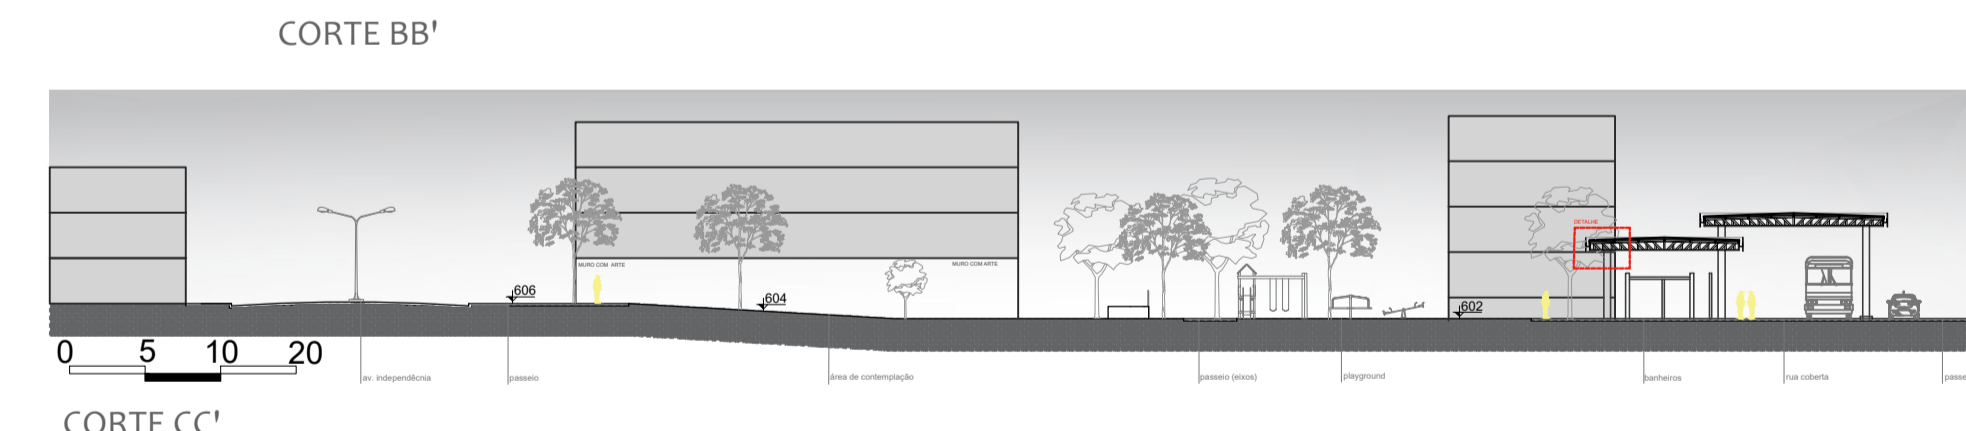 CORTE BB'
DETALHE
MURO COM ARTE
MURO COM ARTE
606
604
602
0 5 10 20
av. independêcnia
passeio
área de contemplação
passeio (eixos)
playground
banheiros
rua coberta
passe
CORTE CC'